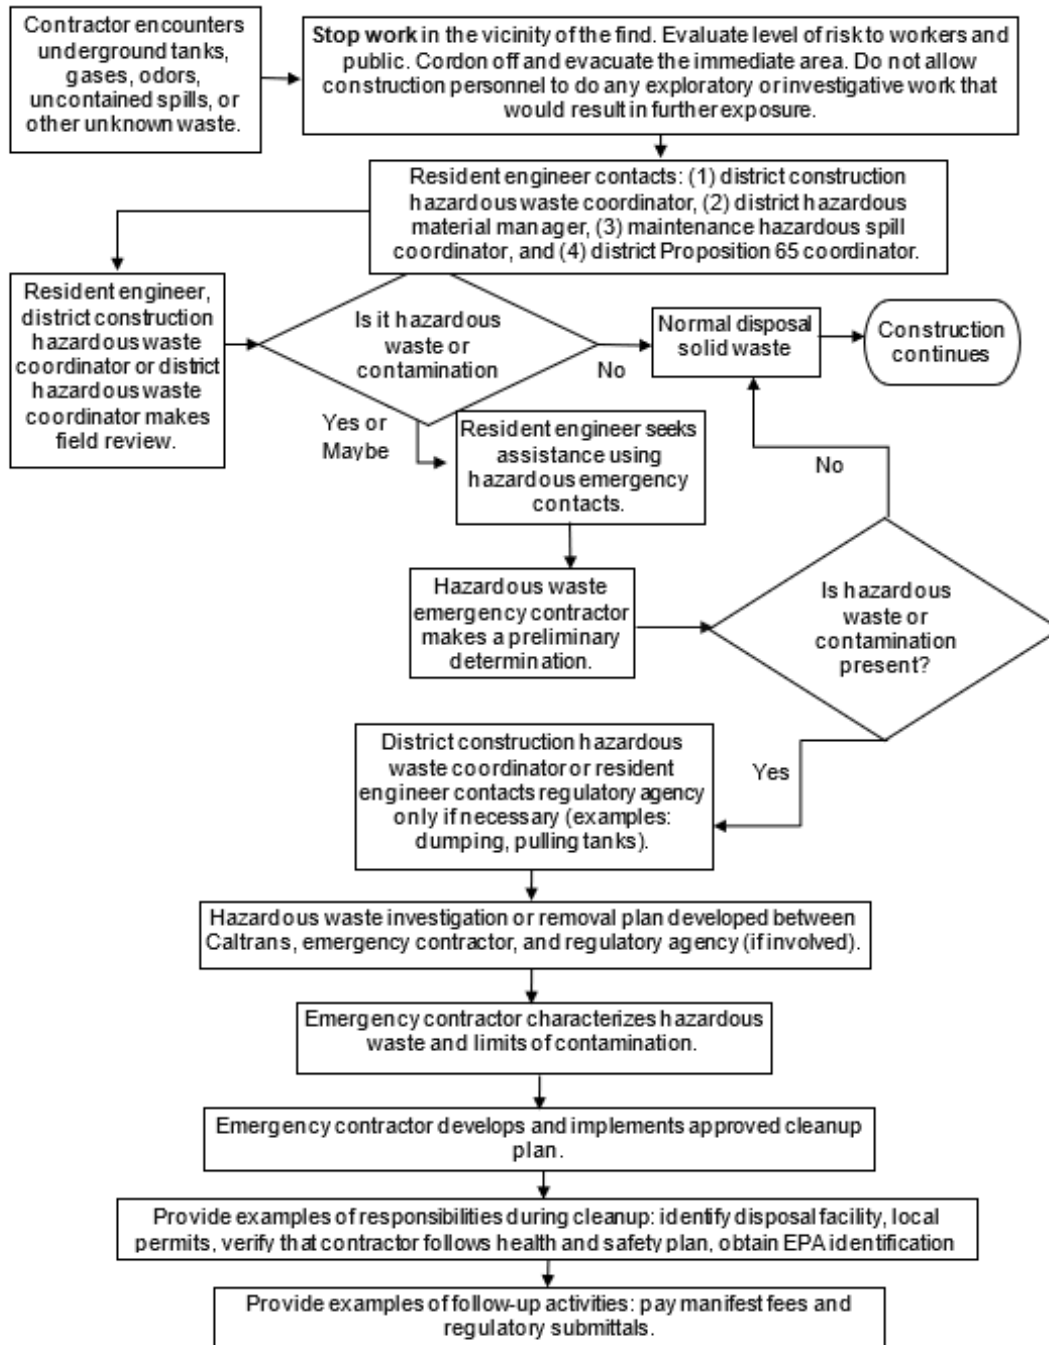 Contractor encounters
underground tanks,
gases, odors,
uncontained spills, or
other unknown waste.
Stop work in the vicinity of the find. Evaluate level of risk to workers and
public. Cordon off and evacuate the immediate area. Do not allow
construction personnel to do any exploratory or investigative work that
would result in further exposure.
Resident engineer contacts: (1) district construction
hazardous waste coordinator, (2) district hazardous
material manager, (3) maintenance hazardous spill
coordinator, and (4) district Proposition 65 coordinator.
Resident engineer,
district construction
hazardous waste
coordinator or district
hazardous waste
coordinator makes
field review.
Is it hazardous
waste or
contamination
No
Normal disposal
solid waste
Construction
continues
Yes or
Maybe
Resident engineer seeks
assistance using
hazardous emergency
contacts.
No
Hazardous waste
emergency contractor
makes a preliminary
determination.
Is hazardous
waste or
contamination
present?
Yes
District construction hazardous
waste coordinator or resident
engineer contacts regulatory agency
only if necessary (examples:
dumping, pulling tanks).
Hazardous waste investigation or removal plan developed between
Caltrans, emergency contractor, and regulatory agency (if involved).
Emergency contractor characterizes hazardous
waste and limits of contamination.
Emergency contractor develops and implements approved cleanup
plan.
Provide examples of responsibilities during cleanup: identify disposal facility, local
permits, verify that contractor follows health and safety plan, obtain EPA identification
Provide examples of follow-up activities: pay manifest fees and
regulatory submittals.